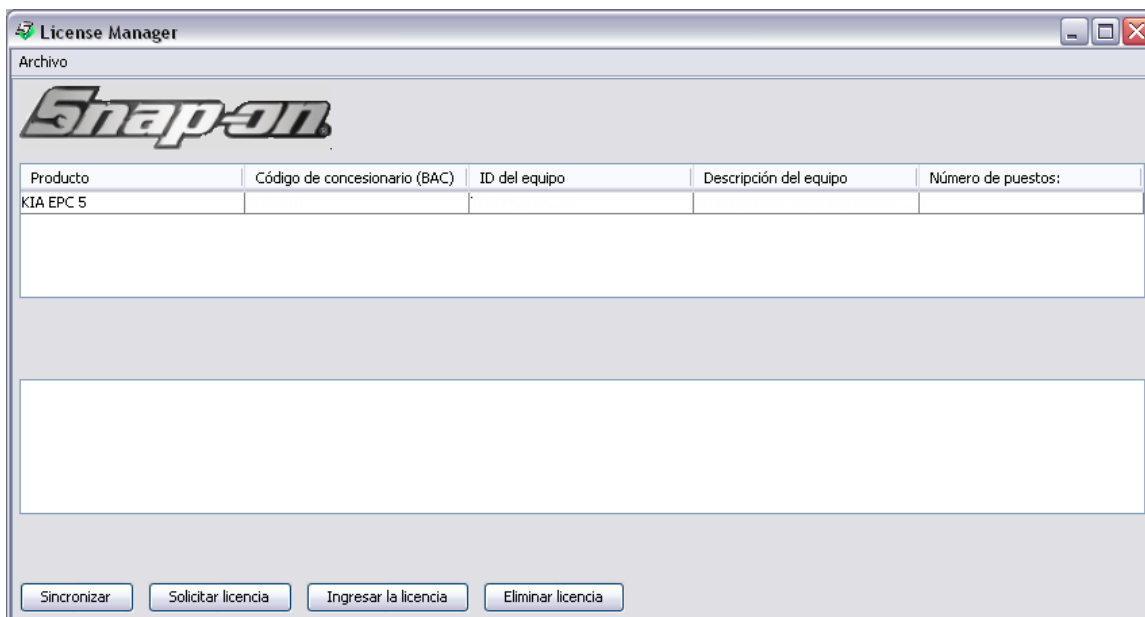 License Manager
Archivo
Snap-on
Producto Código de concesionario (BAC) ID del equipo Descripción del equipo Número de puestos:
KIA EPC 5
Sincronizar Solicitar licencia Ingresar la licencia Eliminar licencia